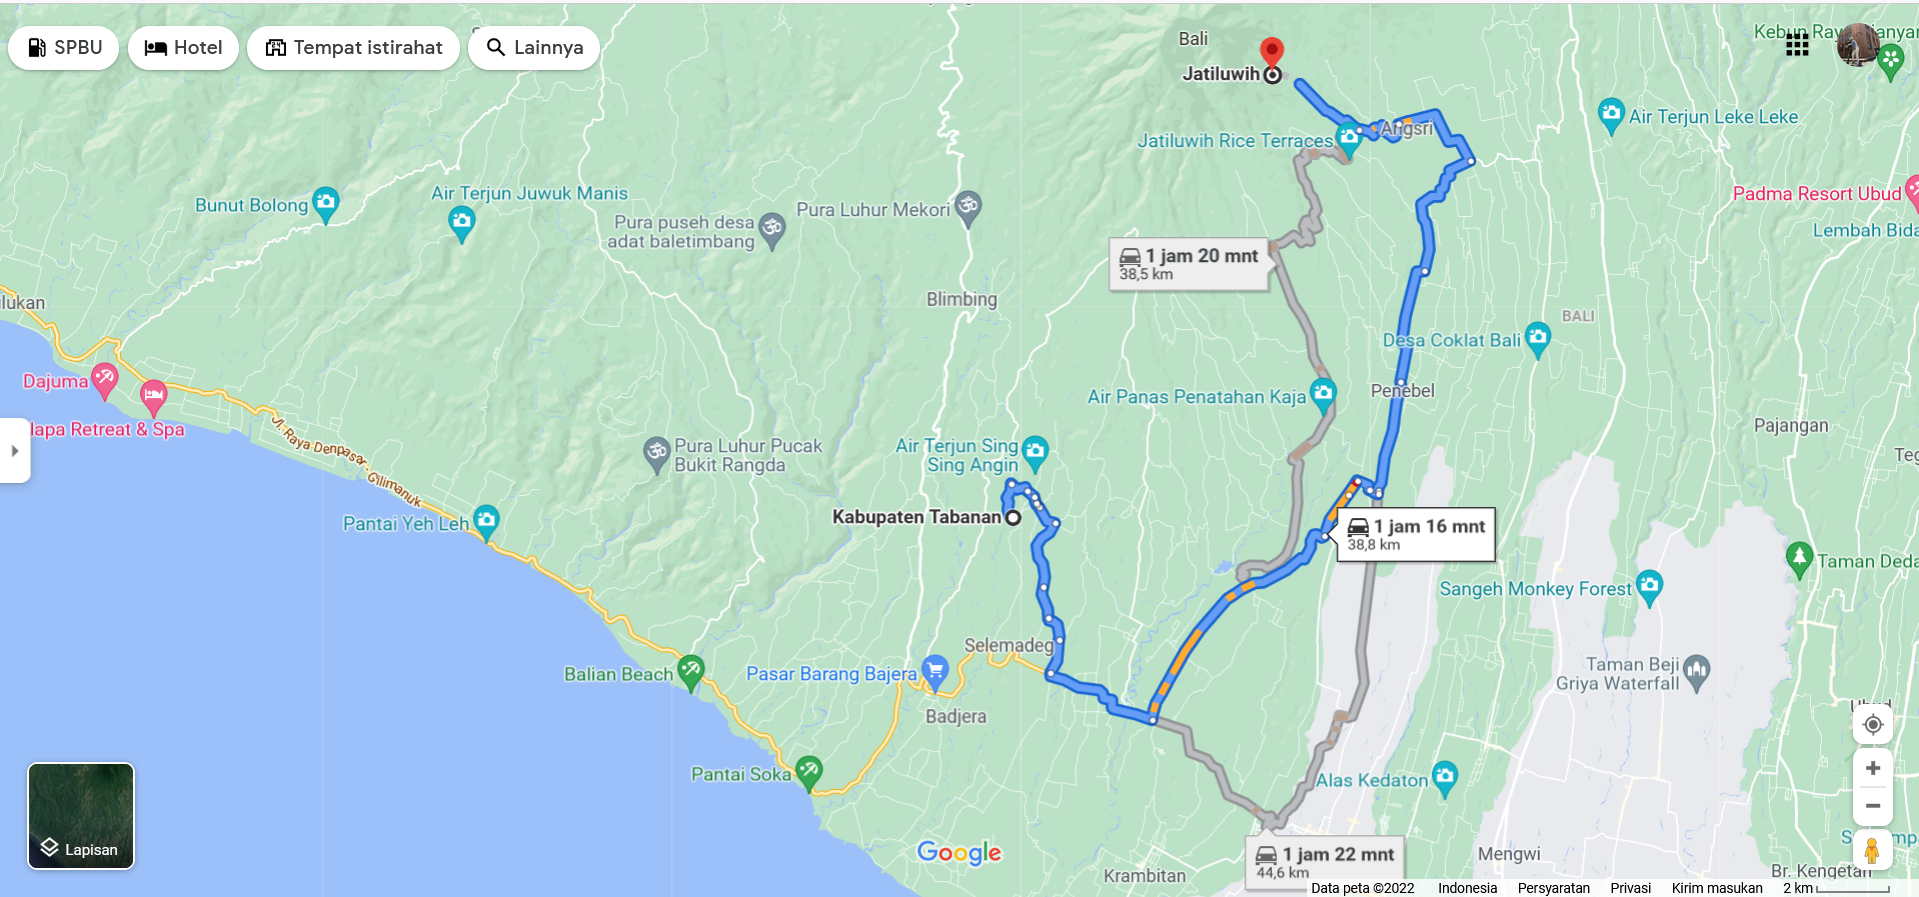 SPBU
Hotel
Tempat istirahat
Lainnya
Bali
Jatiluwih
Angsri
Jatiluwih Rice Terraces
Air Terjun Leke Leke
Padma Resort Ubud
Lembah Bida
Bunut Bolong
Air Terjun Juwuk Manis
Pura puseh desa
adat baletimbang
Pura Luhur Mekori
1 jam 20 mnt
38,5 km
Blimbing
lukan
BALI
Desa Coklat Bali
Penebel
Air Panas Penatahan Kaja
Dajuma
lapa Retreat & Spa
Jl. Raya Denpasar - Gilimanuk
Pajangan
Teg
Pura Luhur Pucak
Bukit Rangda
Air Terjun Sing
Sing Angin
Kabupaten Tabanan
Pantai Yeh Leh
1 jam 16 mnt
38,8 km
Taman Deda
Sangeh Monkey Forest
Selemadeg
Balian Beach
Pasar Barang Bajera
Badjera
Taman Beji
Griya Waterfall
Ubud
Pantai Soka
Alas Kedaton
Lapisan
Google
1 jam 22 mnt
44,6 km
Krambitan
Mengwi
Br. Kengetan
Data peta ©2022
Indonesia
Persyaratan
Privasi
Kirim masukan
2 km